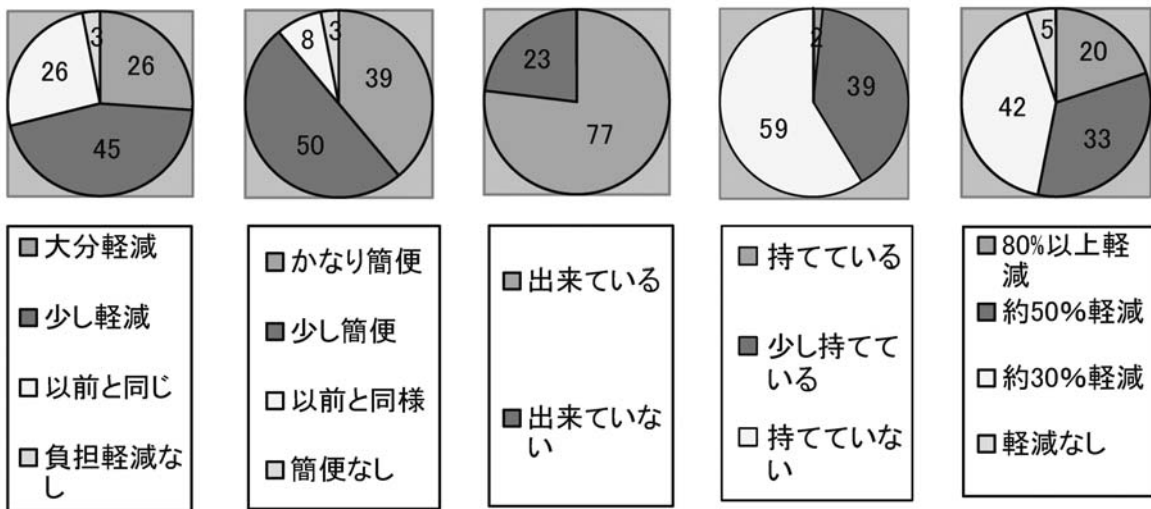 26
45
26
3
39
50
8
3
77
23
2
39
59
20
33
42
5
大分軽減
少し軽減
以前と同じ
負担軽減な
し
かなり簡便
少し簡便
以前と同様
簡便なし
出来ている
出来ていな
い
持てている
少し持てて
いる
持てていな
い
80%以上軽
減
約50%軽減
約30%軽減
軽減なし